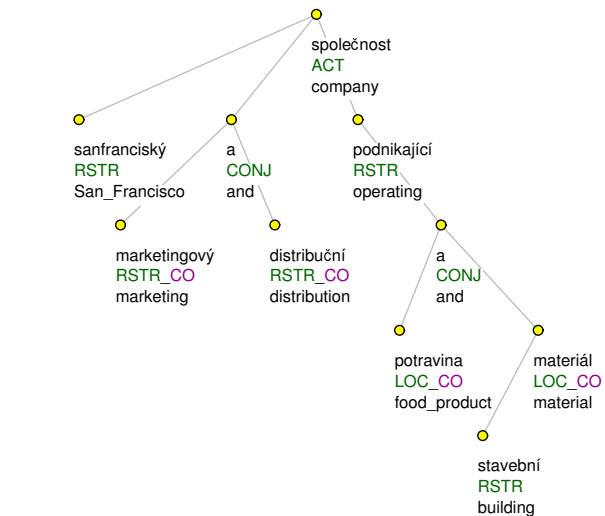 společnost
ACT
company
sanfranciský
RSTR
San_Francisco
a
CONJ
and
podnikající
RSTR
operating
marketingový
RSTR_CO
marketing
distribuční
RSTR_CO
distribution
a
CONJ
and
potravina
LOC_CO
food_product
materiál
LOC_CO
material
stavební
RSTR
building